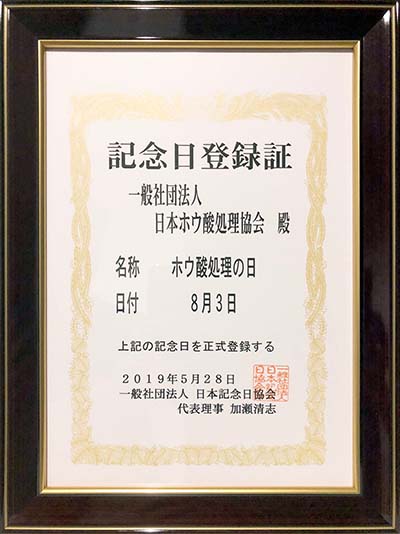 記念日登録証
一般社団法人
日本ホウ酸処理協会 殿
名称 ホウ酸処理の日
日付 8月3日
上記の記念日を正式登録する
2019年5月28日
一般社団法人 日本記念日協会
代表理事 加瀬清志